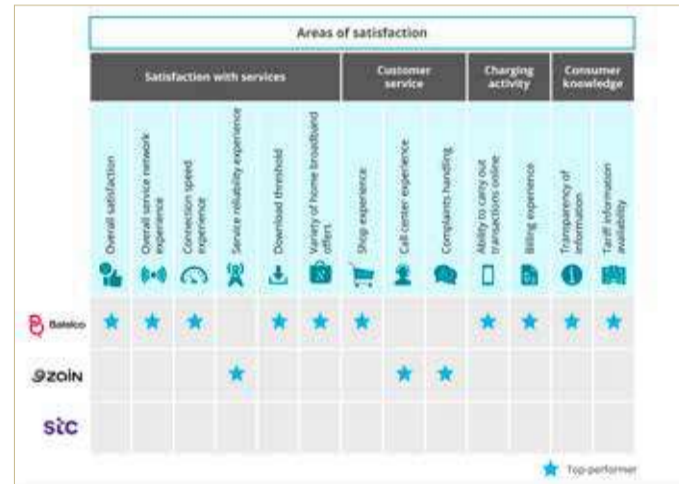 Areas of satisfaction
Satisfaction with services
Customer
service
Charging
activity
Consumer
knowledge
Overall satisfaction
Overall service network
experience
Connection speed
experience
Service reliability experience
Download threshold
Variety of home broadband
offers
Shop experience
Call center experience
Complaints handling
Ability to carry out
transactions online
Billing experience
Transparency of
information
Tariff information
availability
Batelco
zain
stc
Top-performer